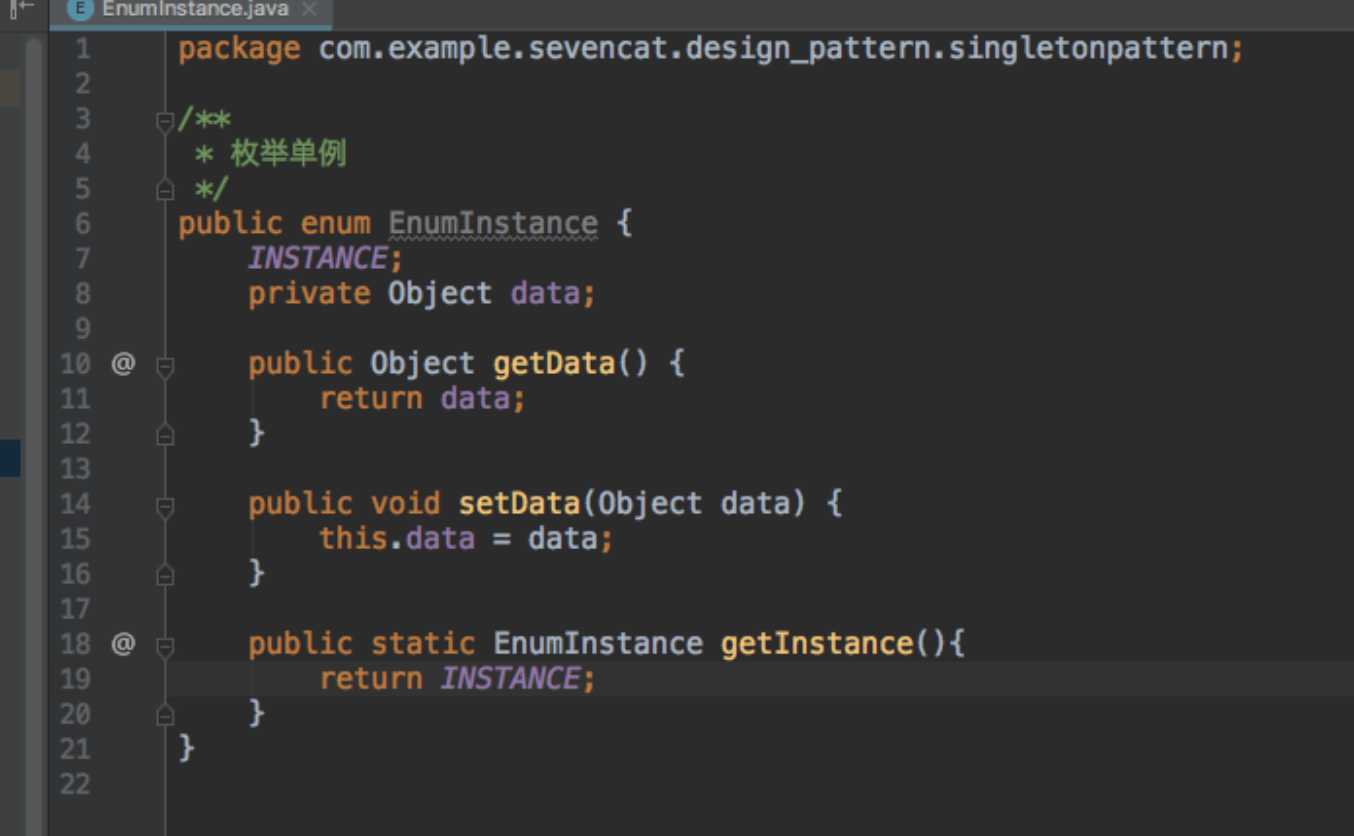 E EnumInstance.java ×
1 package com.example.sevencat.design_pattern.singletonpattern;
2
3 /**
4  * 枚举单例
5  */
6 public enum EnumInstance {
7     INSTANCE;
8     private Object data;
9
10 @     public Object getData() {
11         return data;
12     }
13
14     public void setData(Object data) {
15         this.data = data;
16     }
17
18 @     public static EnumInstance getInstance(){
19         return INSTANCE;
20     }
21 }
22